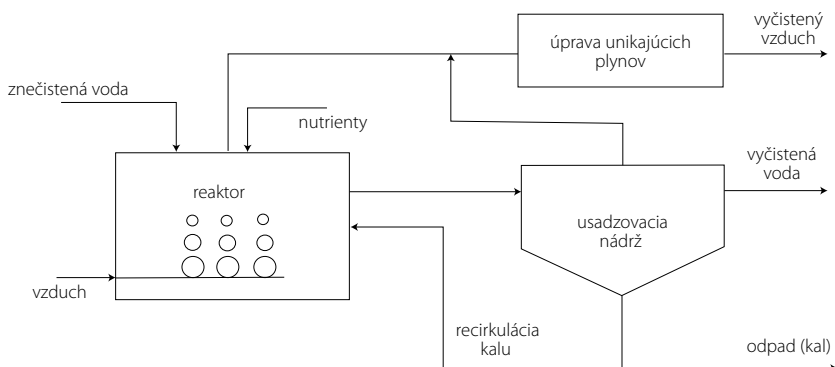 vyčistený
vzduch
úprava unikajúcich
plynov
znečistená voda
nutrienty
vyčistená
voda
reaktor
usadzovacia
nádrž
vzduch
recirkulácia
kalu
odpad (kal)